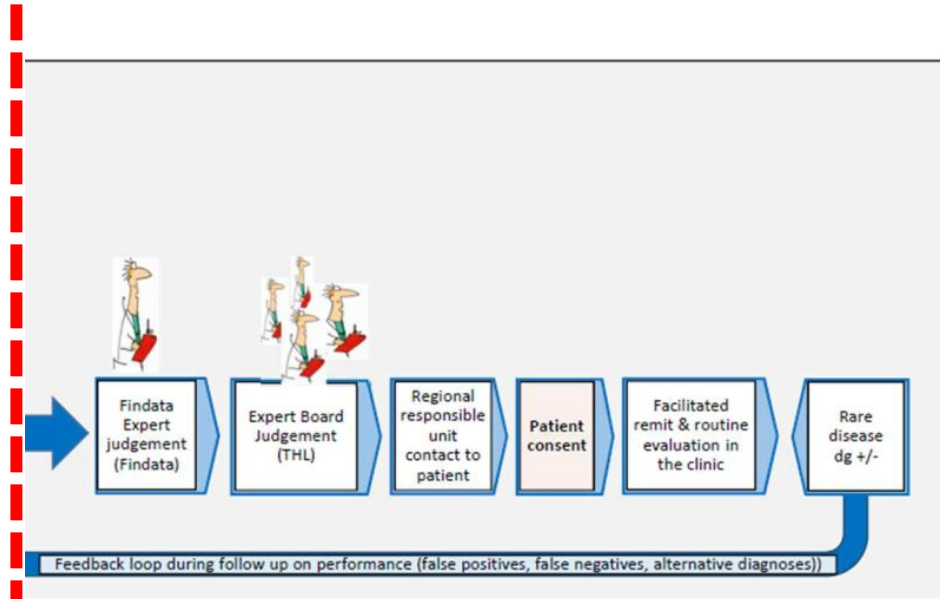 Findata
Expert
judgement
(Findata)
Expert Board
Judgement
(THL)
Regional
responsible
unit
contact to
patient
Patient
consent
Facilitated
remit & routine
evaluation in
the clinic
Rare
disease
dg +/-
Feedback loop during follow up on performance (false positives, false negatives, alternative diagnoses))